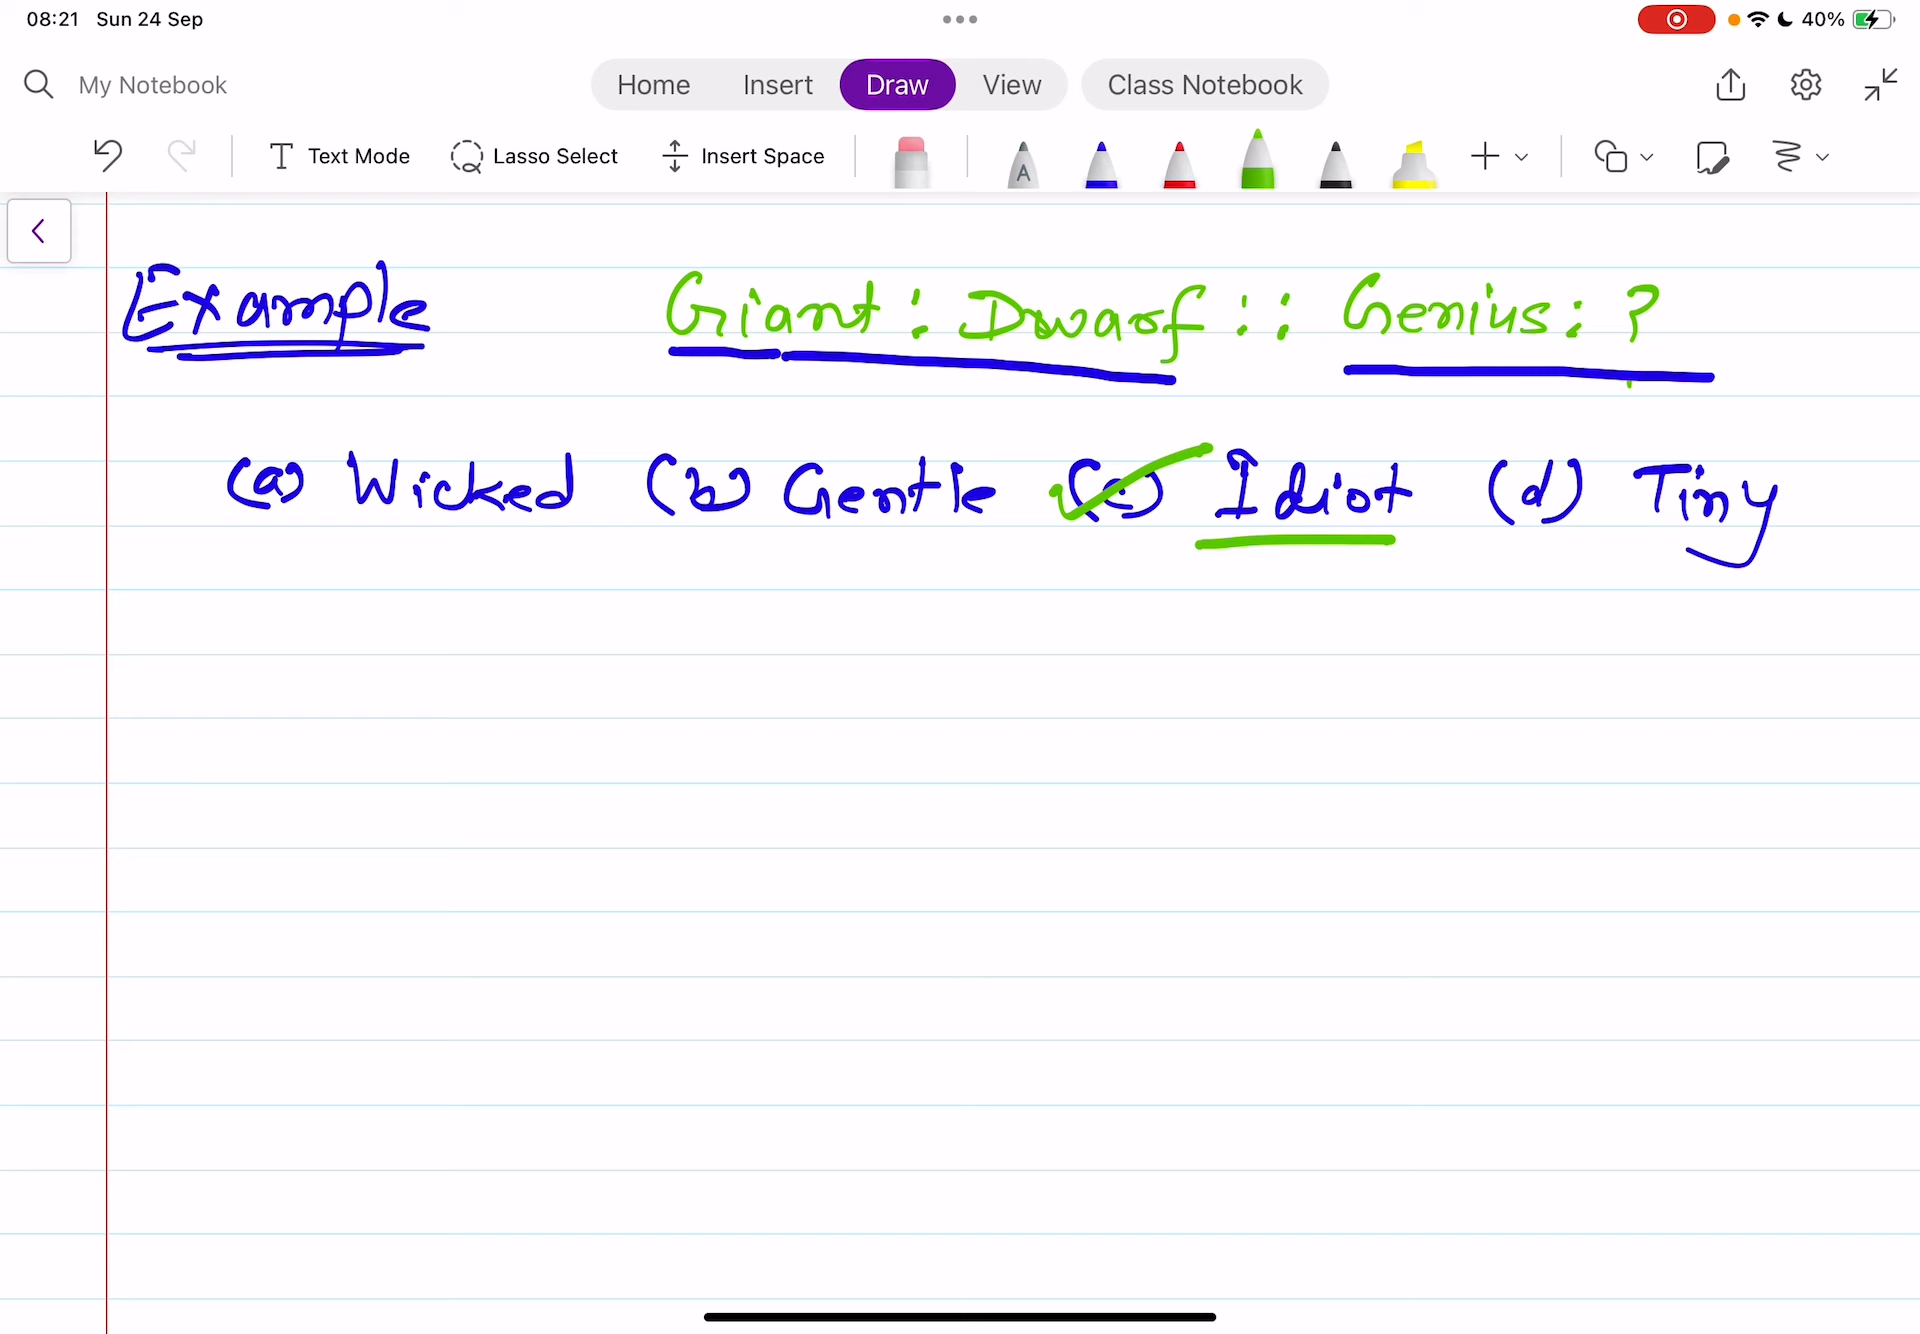 08:21 Sun 24 Sep 40%
My Notebook Home Insert Draw View Class Notebook
Text Mode Lasso Select Insert Space A
Example Giant : Dwarf : : Genius : ?
(a) Wicked (b) Gentle (c) Idiot (d) Tiny